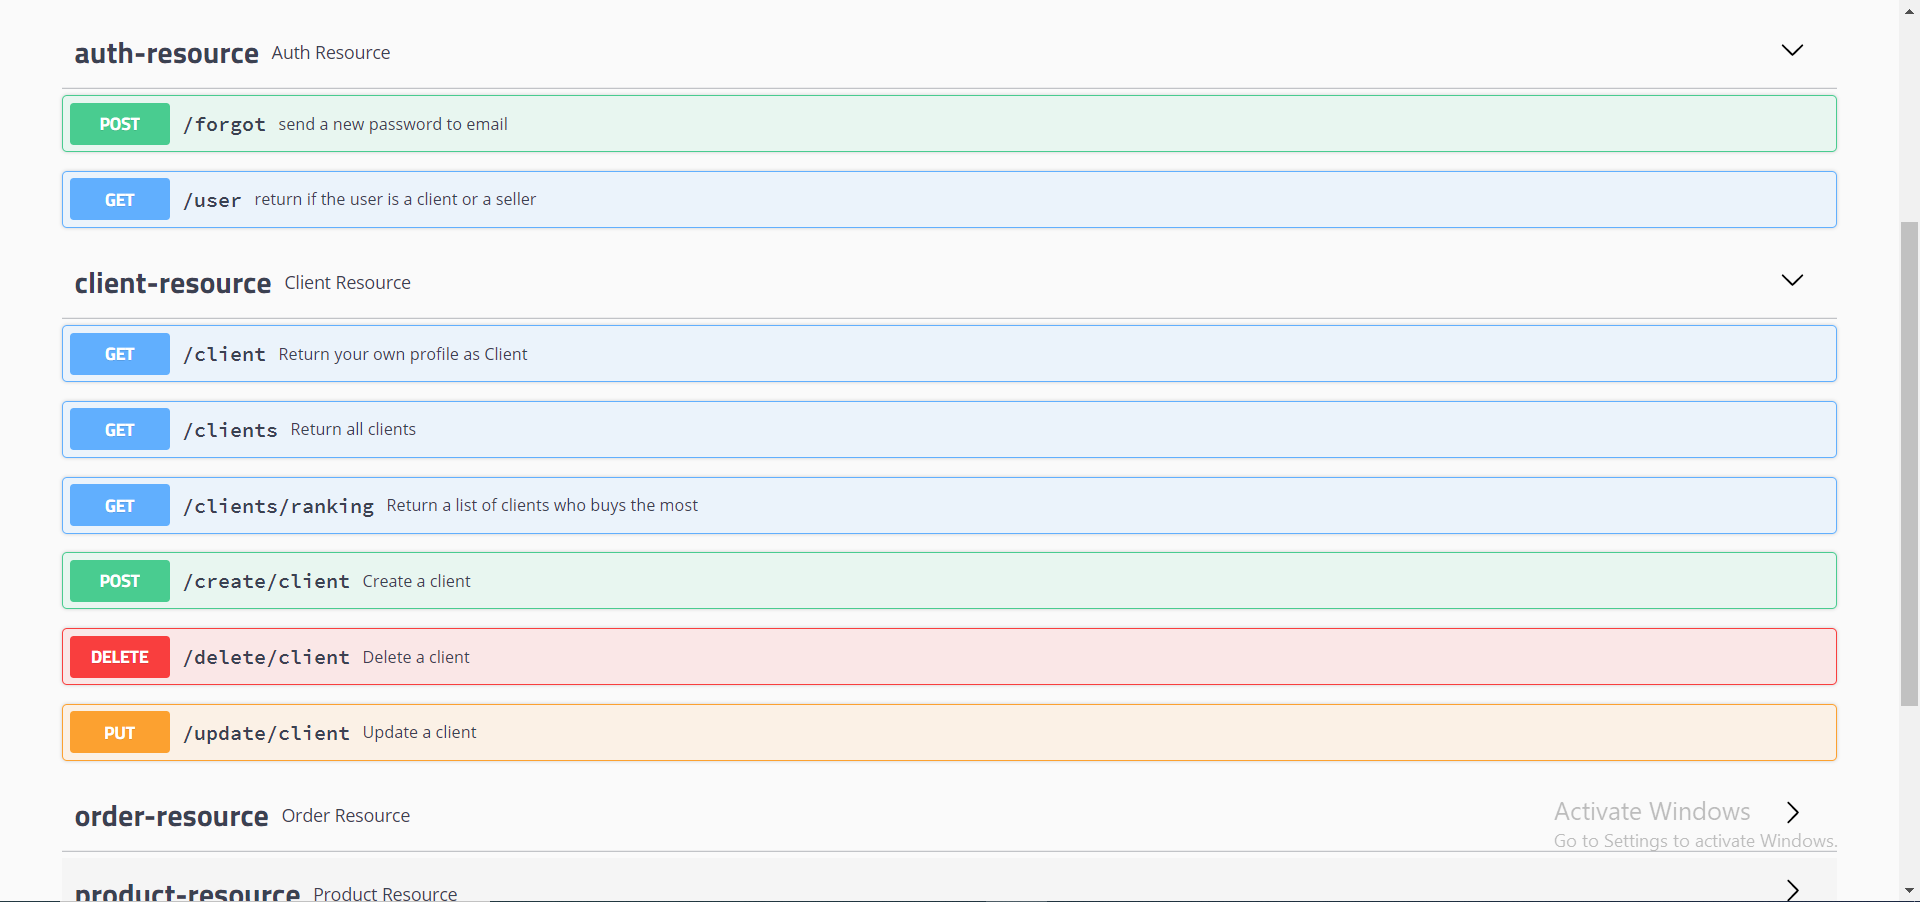 auth-resource Auth Resource
POST /forgot send a new password to email
GET /user return if the user is a client or a seller
client-resource Client Resource
GET /client Return your own profile as Client
GET /clients Return all clients
GET /clients/ranking Return a list of clients who buys the most
POST /create/client Create a client
DELETE /delete/client Delete a client
PUT /update/client Update a client
order-resource Order Resource
Activate Windows
Go to Settings to activate Windows.
product-resource Product Resource